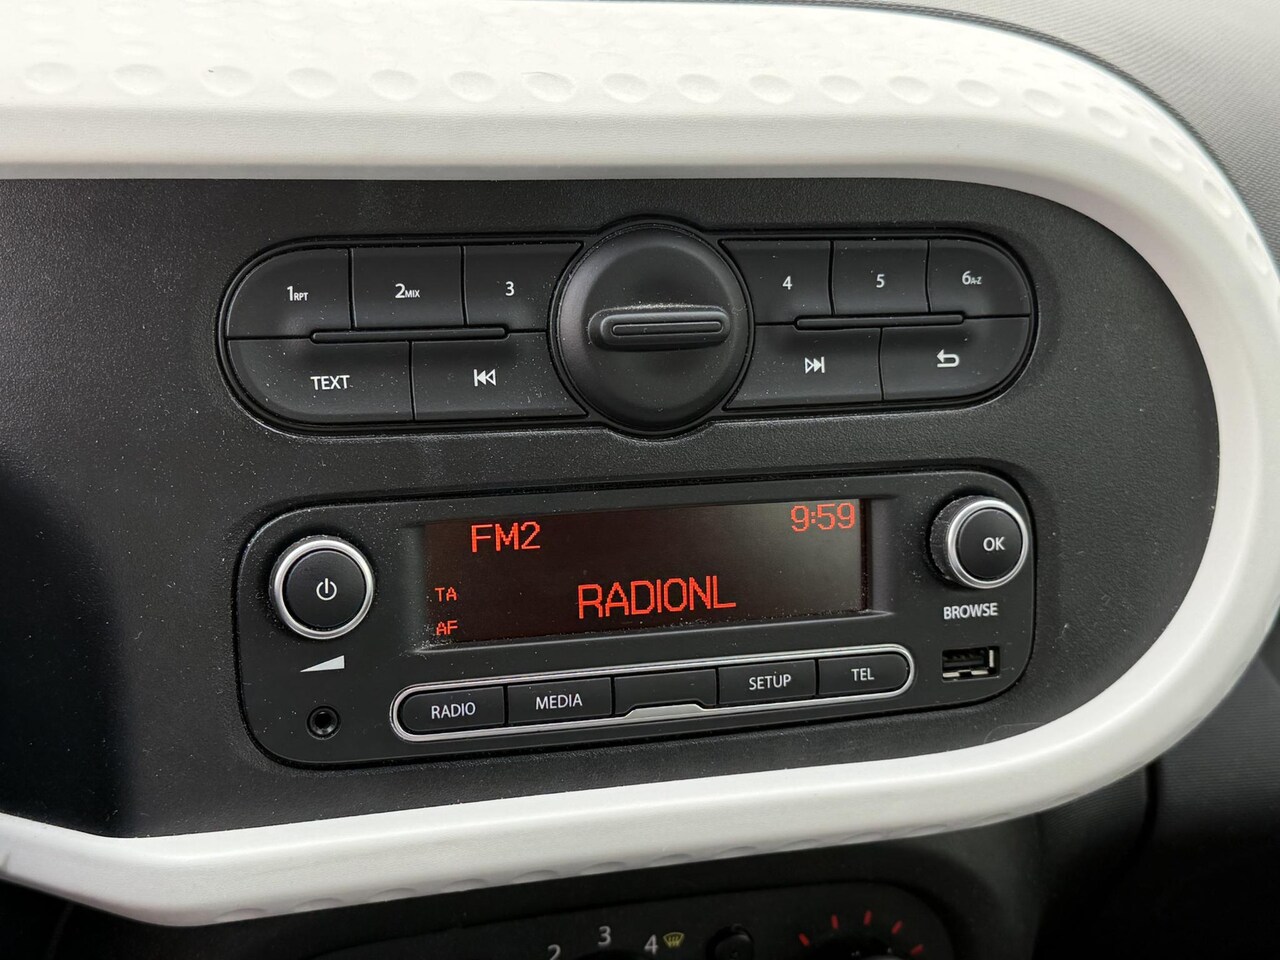 1RPT 2MIX 3 4 5 6A-Z
TEXT
FM2 9:59
TA RADIONL
AF
OK
BROWSE
RADIO MEDIA SETUP TEL
2 3 4